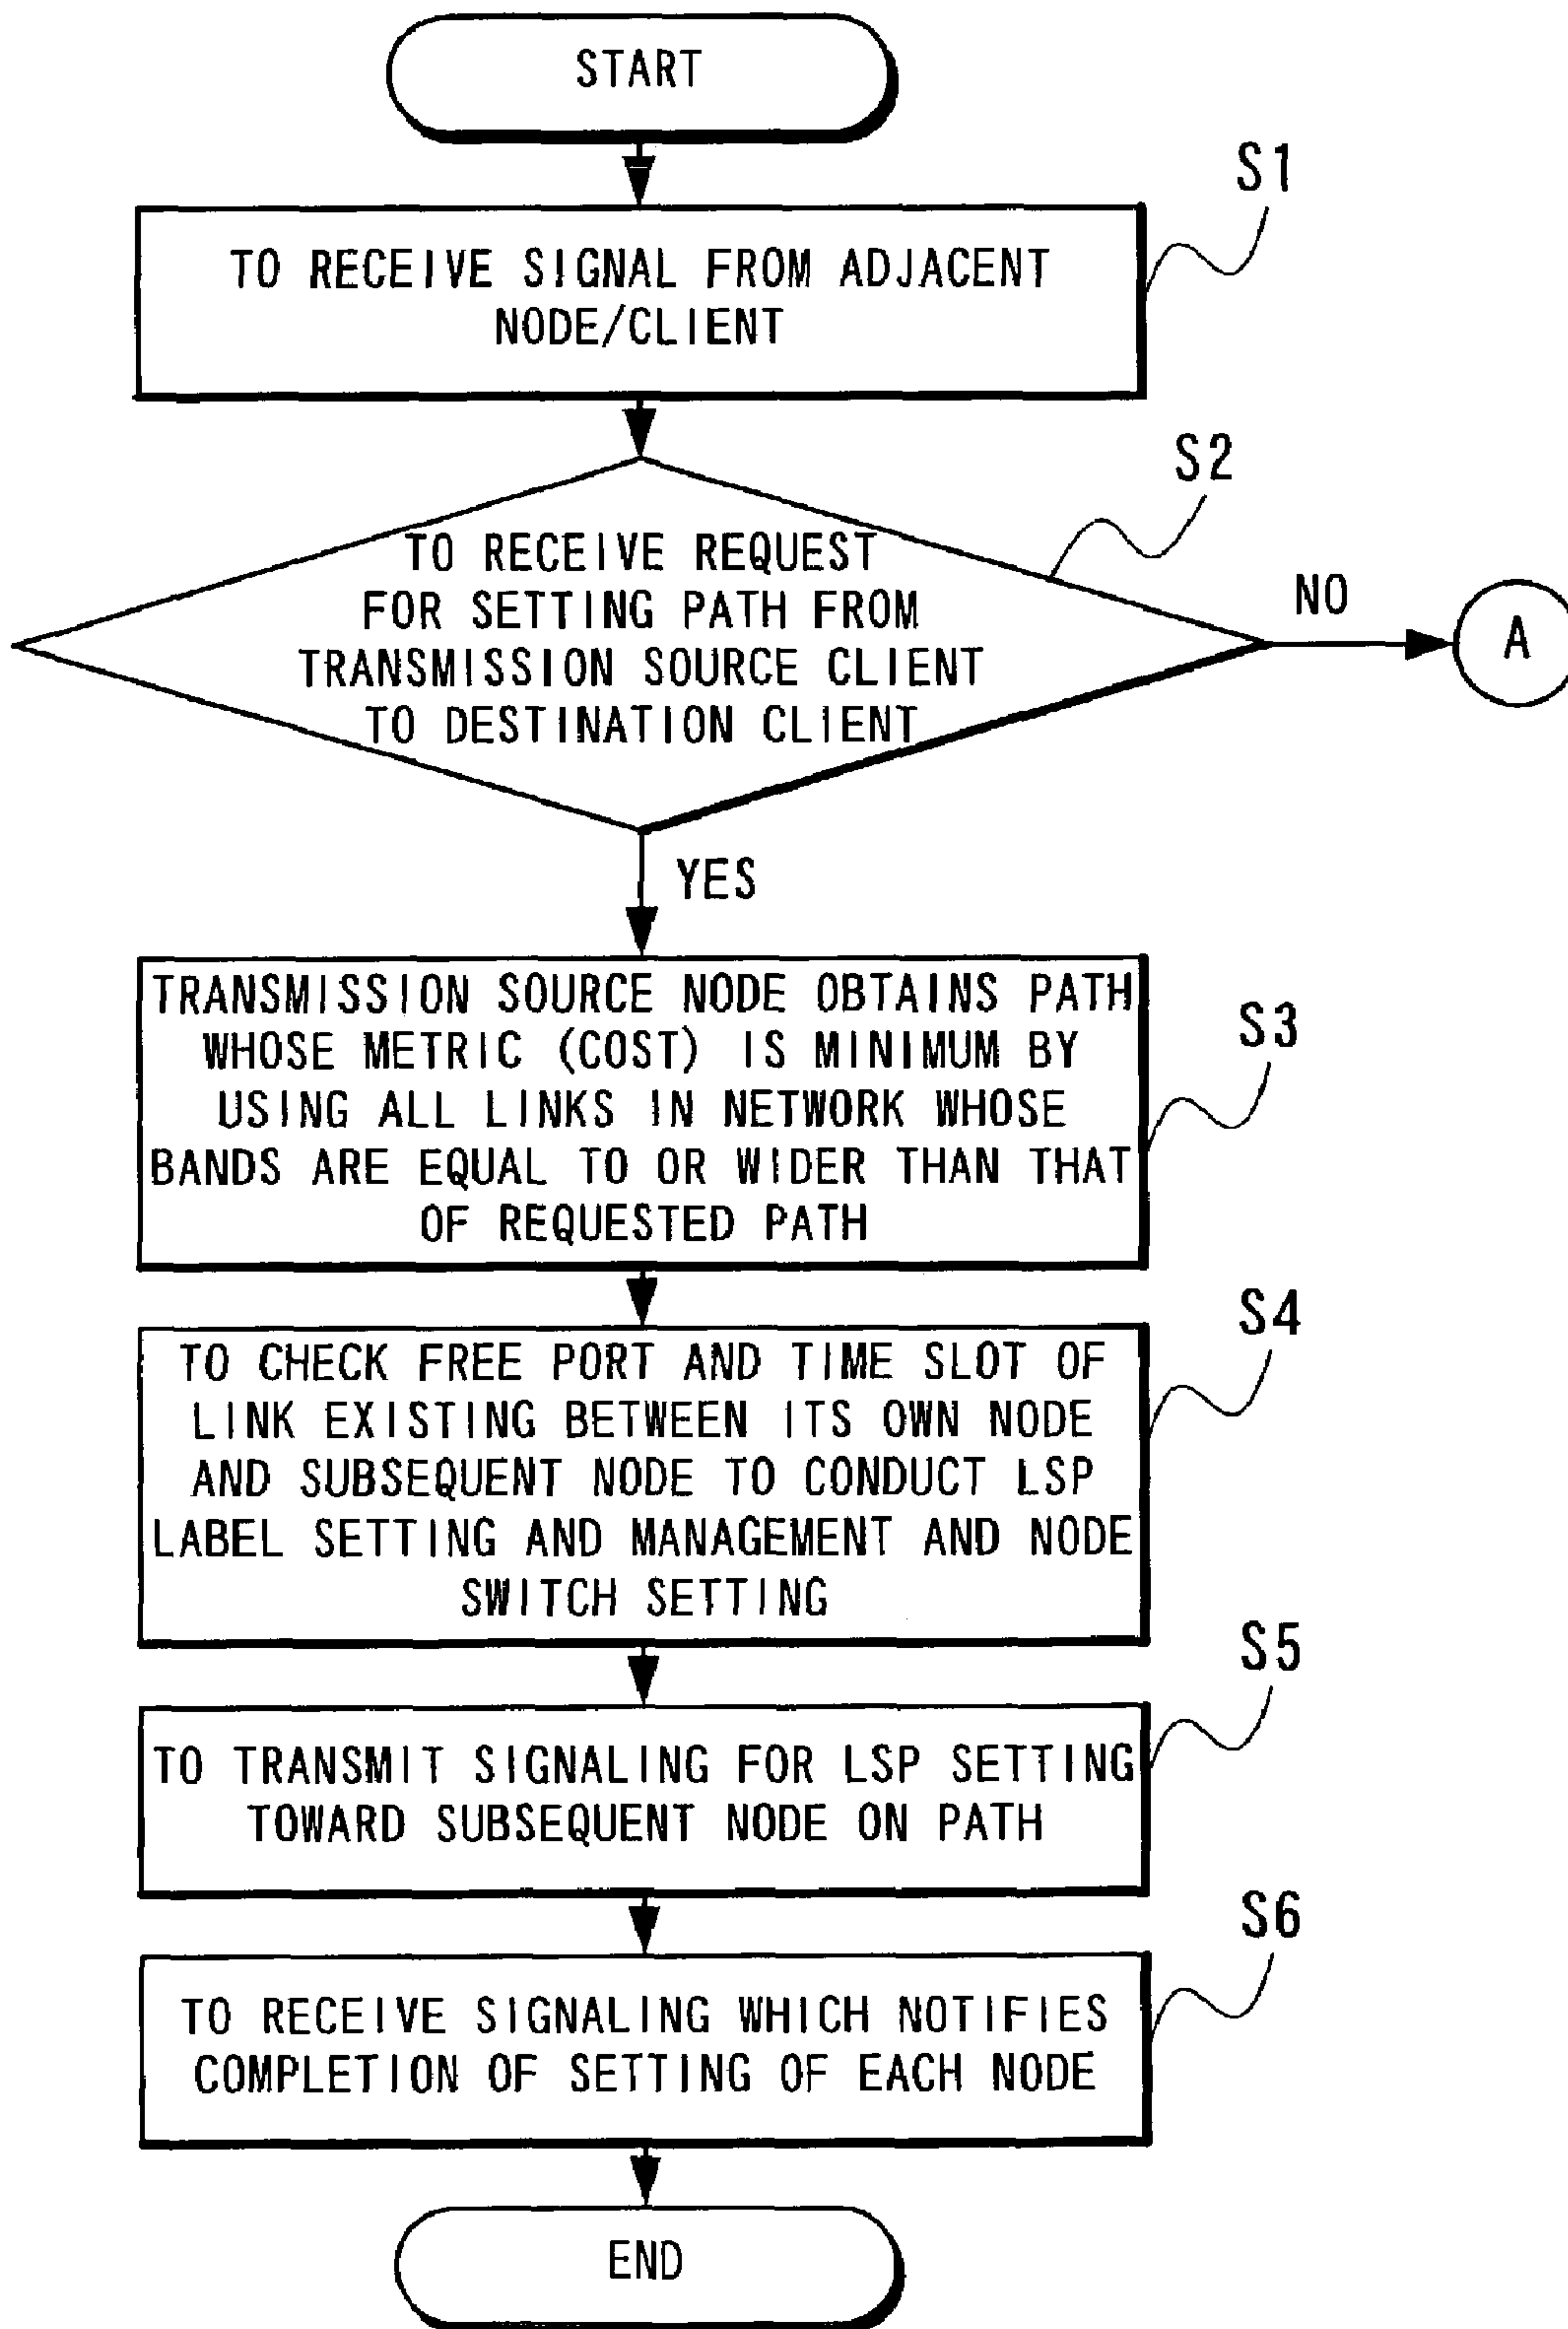 START
S1
TO RECEIVE SIGNAL FROM ADJACENT
NODE/CLIENT
S2
TO RECEIVE REQUEST
FOR SETTING PATH FROM
TRANSMISSION SOURCE CLIENT
TO DESTINATION CLIENT
NO
A
YES
S3
TRANSMISSION SOURCE NODE OBTAINS PATH
WHOSE METRIC (COST) IS MINIMUM BY
USING ALL LINKS IN NETWORK WHOSE
BANDS ARE EQUAL TO OR WIDER THAN THAT
OF REQUESTED PATH
S4
TO CHECK FREE PORT AND TIME SLOT OF
LINK EXISTING BETWEEN ITS OWN NODE
AND SUBSEQUENT NODE TO CONDUCT LSP
LABEL SETTING AND MANAGEMENT AND NODE
SWITCH SETTING
S5
TO TRANSMIT SIGNALING FOR LSP SETTING
TOWARD SUBSEQUENT NODE ON PATH
S6
TO RECEIVE SIGNALING WHICH NOTIFIES
COMPLETION OF SETTING OF EACH NODE
END